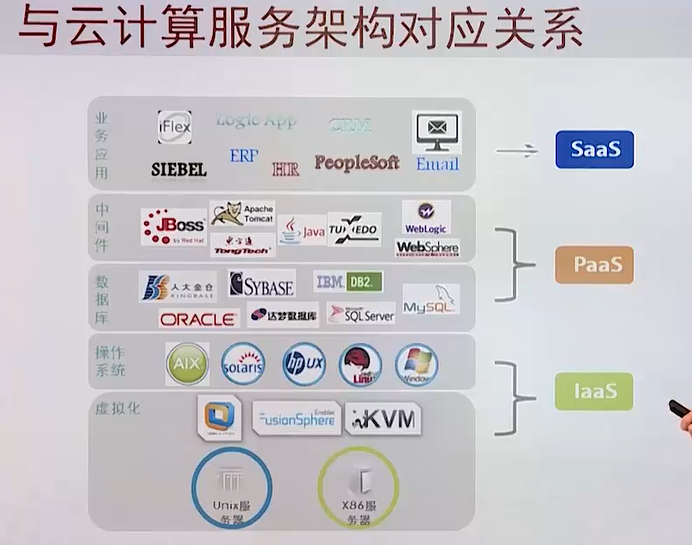 与云计算服务架构对应关系
业务应用
iFlex
Logic App
CRM
SIEBEL
ERP
HR
PeopleSoft
Email
SaaS
中间件
JBoss
by Red Hat
Apache
Tomcat
东方通
TongTech
Java
TUXEDO
WebLogic
WebSphere
PaaS
数据库
人大金仓
KINGBASE
SYBASE
IBM
DB2.
MySQL
ORACLE
达梦数据库
SQL Server
操作系统
AIX
solaris
hp UX
Linux
Windows
IaaS
虚拟化
FusionSphere
KVM
Unix服
务器
X86服
务器